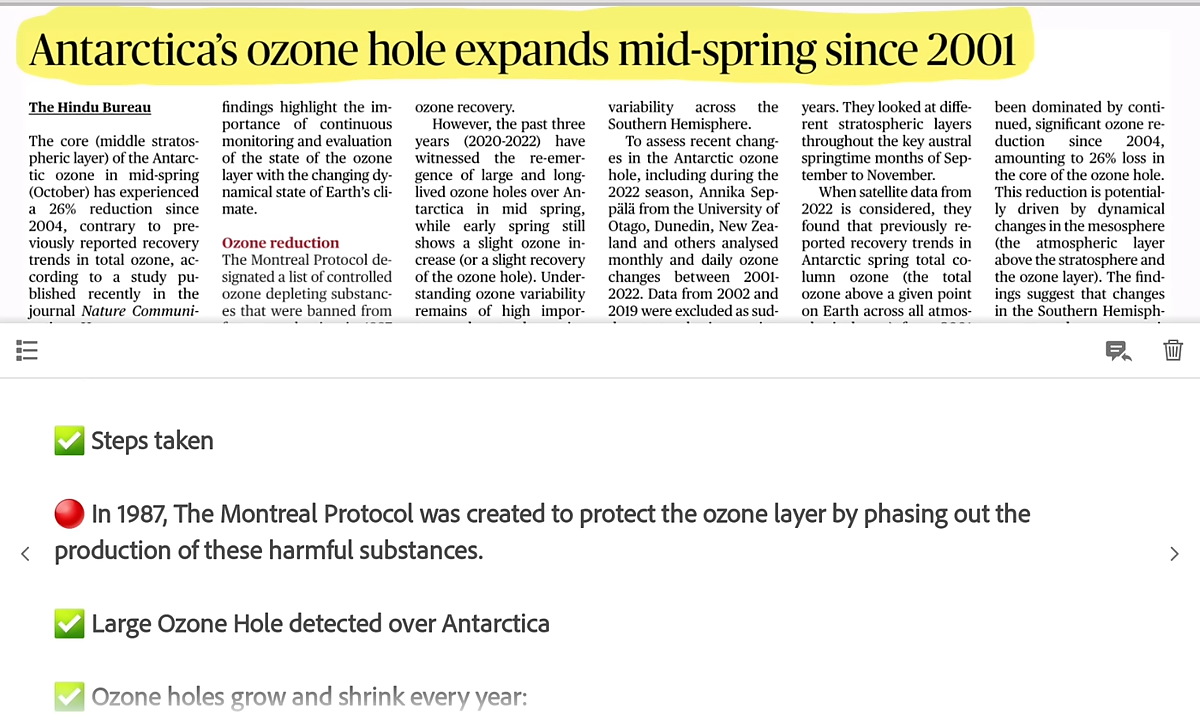 Antarctica's ozone hole expands mid-spring since 2001
The Hindu Bureau
The core (middle stratos-
pheric layer) of the Antarc-
tic ozone in mid-spring
(October) has experienced
a 26% reduction since
2004, contrary to pre-
viously reported recovery
trends in total ozone, ac-
cording to a study pu-
blished recently in the
journal Nature Communi-
findings highlight the im-
portance of continuous
monitoring and evaluation
of the state of the ozone
layer with the changing dy-
namical state of Earth's cli-
mate.
Ozone reduction
The Montreal Protocol de-
signated a list of controlled
ozone depleting substanc-
es that were banned from
ozone recovery.
However, the past three
years (2020-2022) have
witnessed the re-emer-
gence of large and long-
lived ozone holes over An-
tarctica in mid spring,
while early spring still
shows a slight ozone in-
crease (or a slight recovery
of the ozone hole). Under-
standing ozone variability
remains of high impor-
variability across the
Southern Hemisphere.
To assess recent chang-
es in the Antarctic ozone
hole, including during the
2022 season, Annika Sep-
pälä from the University of
Otago, Dunedin, New Zea-
land and others analysed
monthly and daily ozone
changes between 2001-
2022. Data from 2002 and
2019 were excluded as sud-
years. They looked at diffe-
rent stratospheric layers
throughout the key austral
springtime months of Sep-
tember to November.
When satellite data from
2022 is considered, they
found that previously re-
ported recovery trends in
Antarctic spring total co-
lumn ozone (the total
ozone above a given point
on Earth across all atmos-
been dominated by conti-
nued, significant ozone re-
duction since 2004,
amounting to 26% loss in
the core of the ozone hole.
This reduction is potential-
ly driven by dynamical
changes in the mesosphere
(the atmospheric layer
above the stratosphere and
the ozone layer). The find-
ings suggest that changes
in the Southern Hemisph-
✅ Steps taken
🔴 In 1987, The Montreal Protocol was created to protect the ozone layer by phasing out the
production of these harmful substances.
✅ Large Ozone Hole detected over Antarctica
✅ Ozone holes grow and shrink every year: